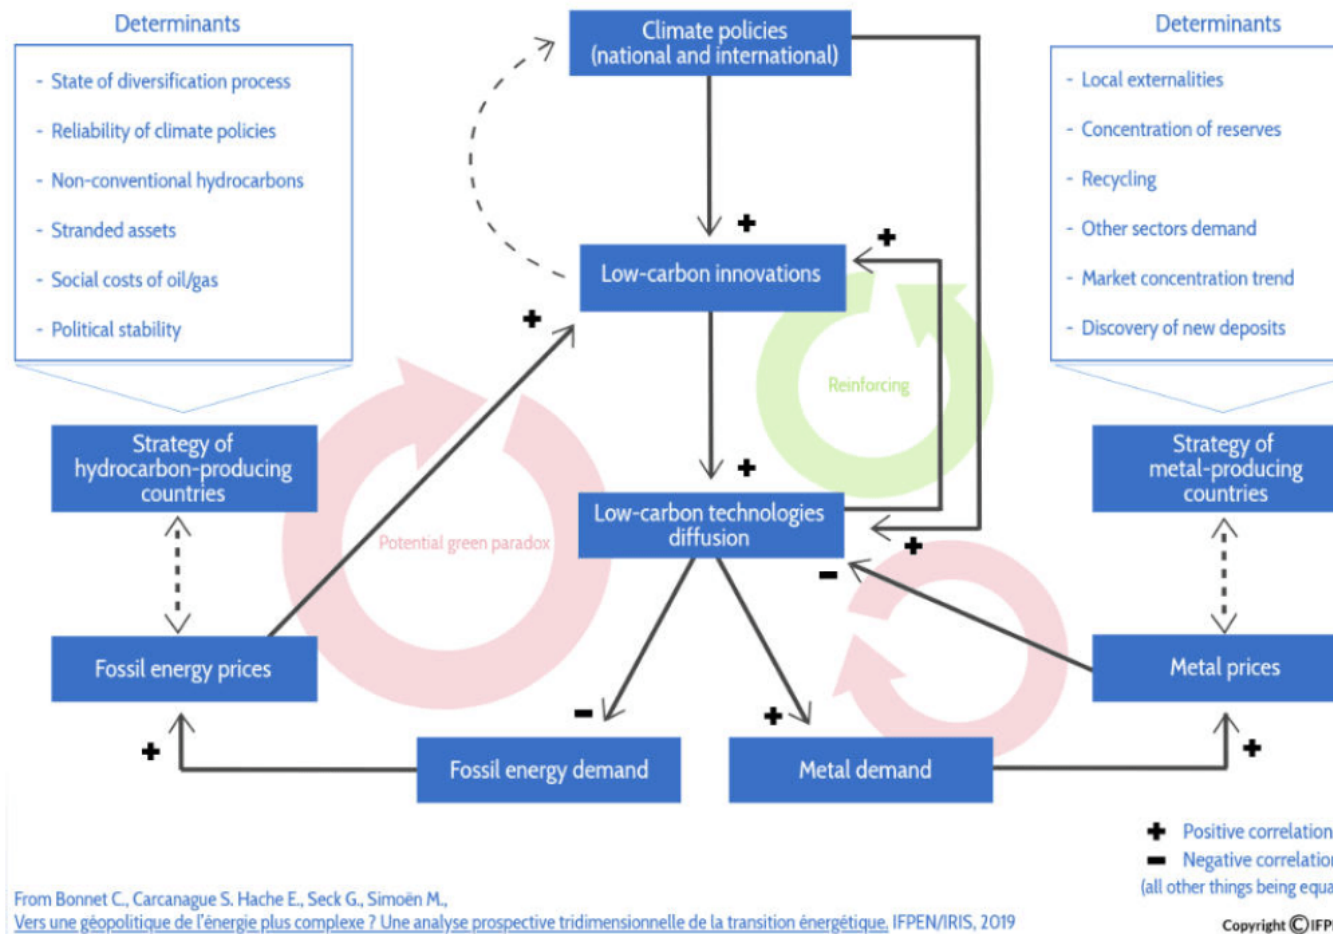 Determinants
- State of diversification process
- Reliability of climate policies
- Non-conventional hydrocarbons
- Stranded assets
- Social costs of oil/gas
- Political stability
Climate policies
(national and international)
Determinants
- Local externalities
- Concentration of reserves
- Recycling
- Other sectors demand
- Market concentration trend
- Discovery of new deposits
+
+
Low-carbon innovations
+
Reinforcing
Strategy of
hydrocarbon-producing
countries
+
Low-carbon technologies
diffusion
Strategy of
metal-producing
countries
Potential green paradox
+
-
Fossil energy prices
Metal prices
-
+
+
+
Fossil energy demand
Metal demand
+ Positive correlation
- Negative correlation
(all other things being equa
From Bonnet C., Carcanague S. Hache E., Seck G., Simoën M.,
Vers une géopolitique de l'énergie plus complexe ? Une analyse prospective tridimensionnelle de la transition énergétique. IFPEN/IRIS, 2019
Copyright ©IFP